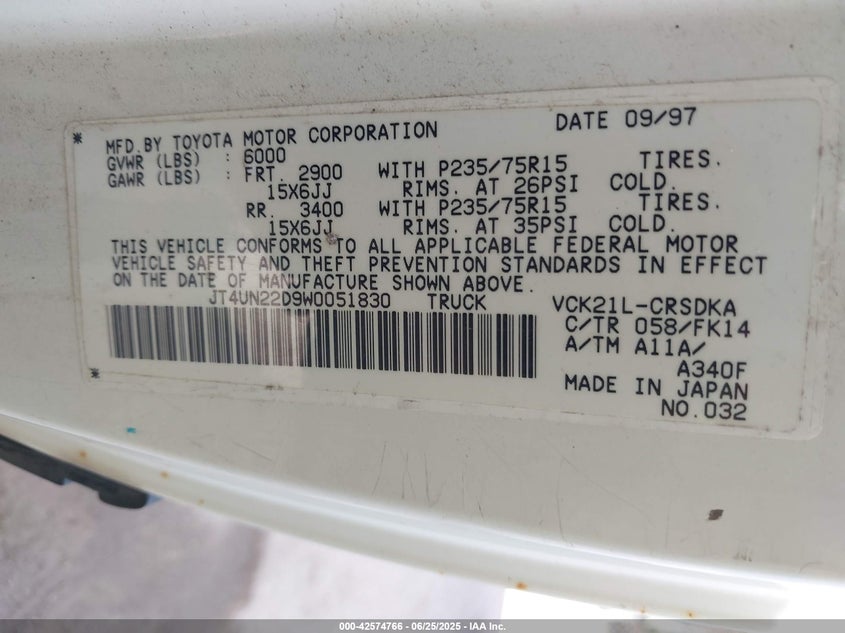 * MFD.BY TOYOTA MOTOR CORPORATION DATE 09/97
GVWR (LBS) : 6000
GAWR (LBS) : FRT. 2900 WITH P235/75R15 TIRES.
15X6JJ RIMS. AT 26PSI COLD.
RR. 3400 WITH P235/75R15 TIRES.
15X6JJ RIMS. AT 35PSI COLD.
THIS VEHICLE CONFORMS TO ALL APPLICABLE FEDERAL MOTOR
VEHICLE SAFETY AND THEFT PREVENTION STANDARDS IN EFFECT
ON THE DATE OF MANUFACTURE SHOWN ABOVE.
JT4UN22D9W0051830 TRUCK VCK21L-CRSDKA
C/TR 058/FK14
A/TM A11A/
A340F
* MADE IN JAPAN
NO.032
000-42574766 - 06/25/2025 - IAA Inc.